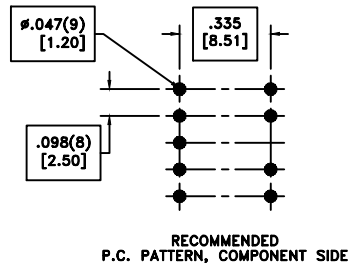 ø.047(9)
[1.20]
.335
[8.51]
.098(8)
[2.50]
RECOMMENDED
P.C. PATTERN, COMPONENT SIDE